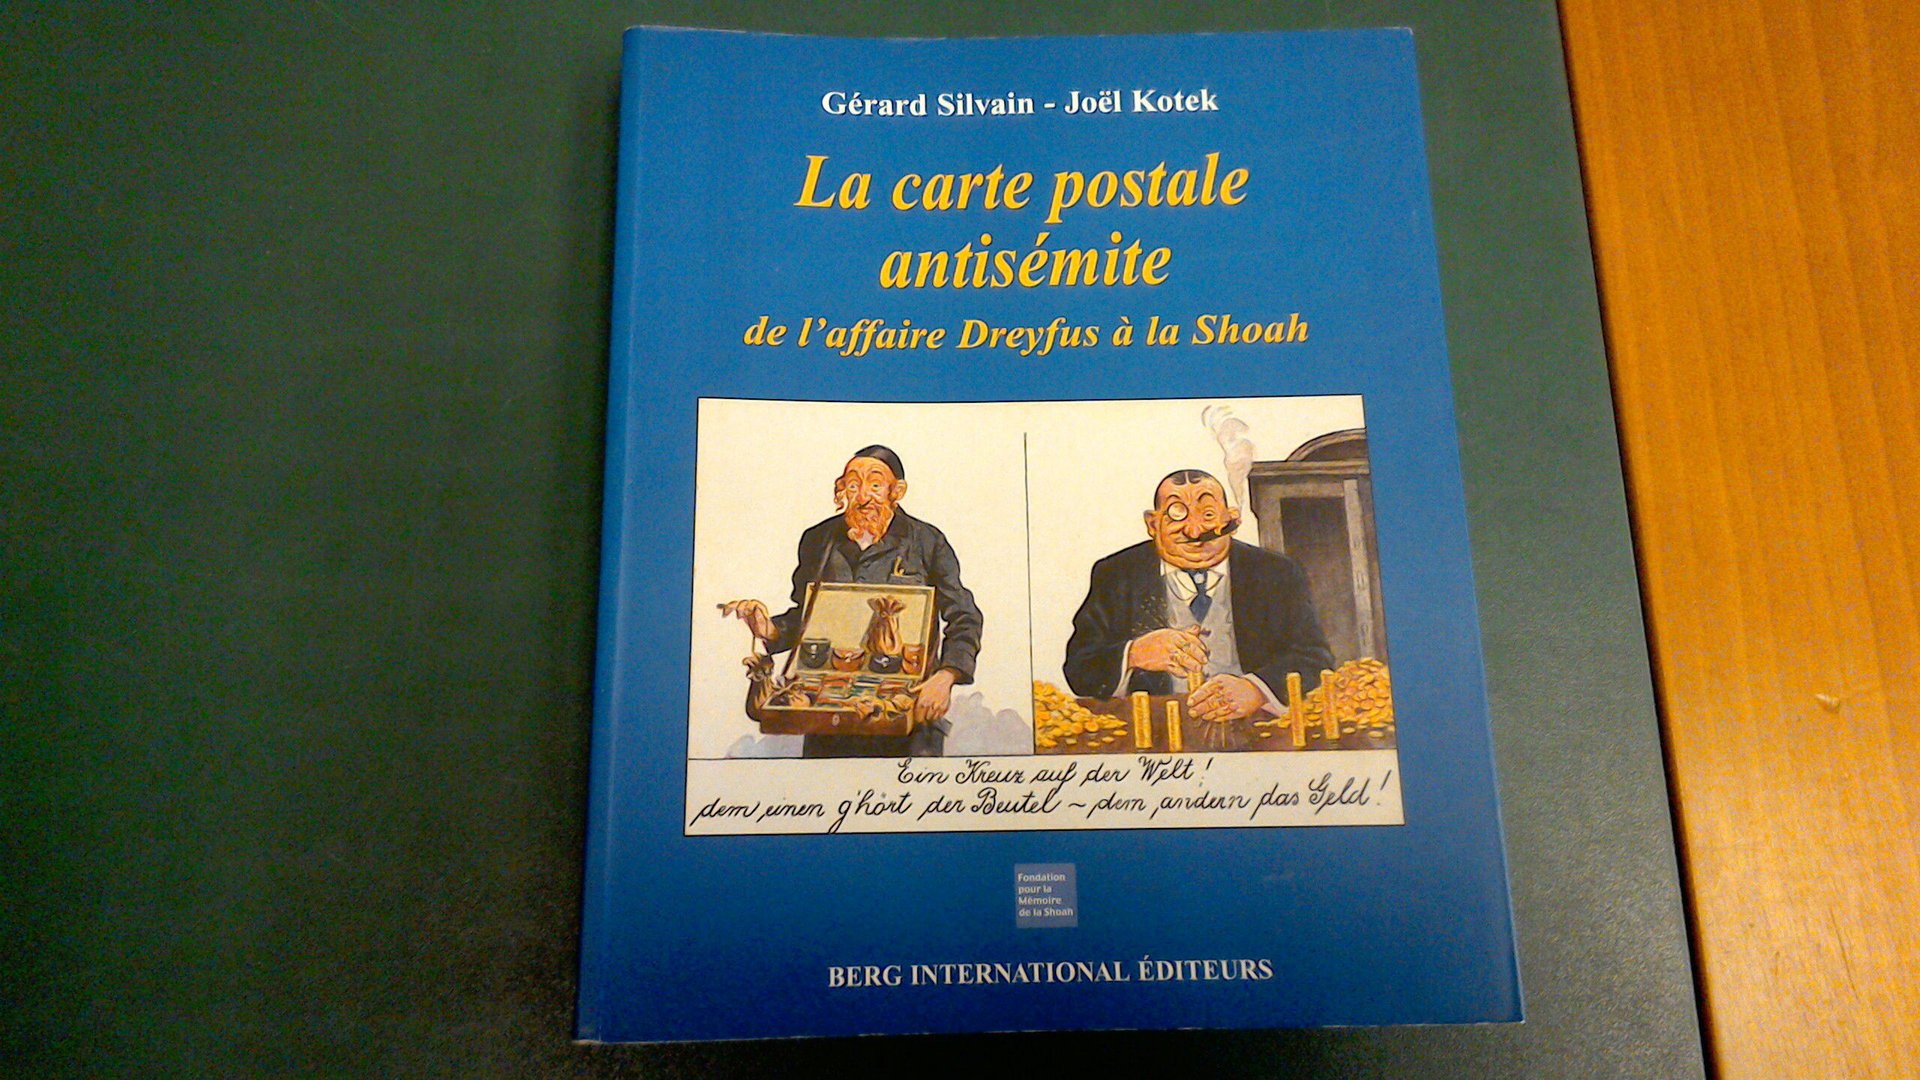 Gérard Silvain - Joël Kotek
La carte postale
antisémite
de l'affaire Dreyfus à la Shoah
Ein Kreuz auf der Welt!
dem einen g'hört der Beutel ~ dem andern das Geld!
Fondation
pour la
Mémoire
de la Shoah
BERG INTERNATIONAL ÉDITEURS